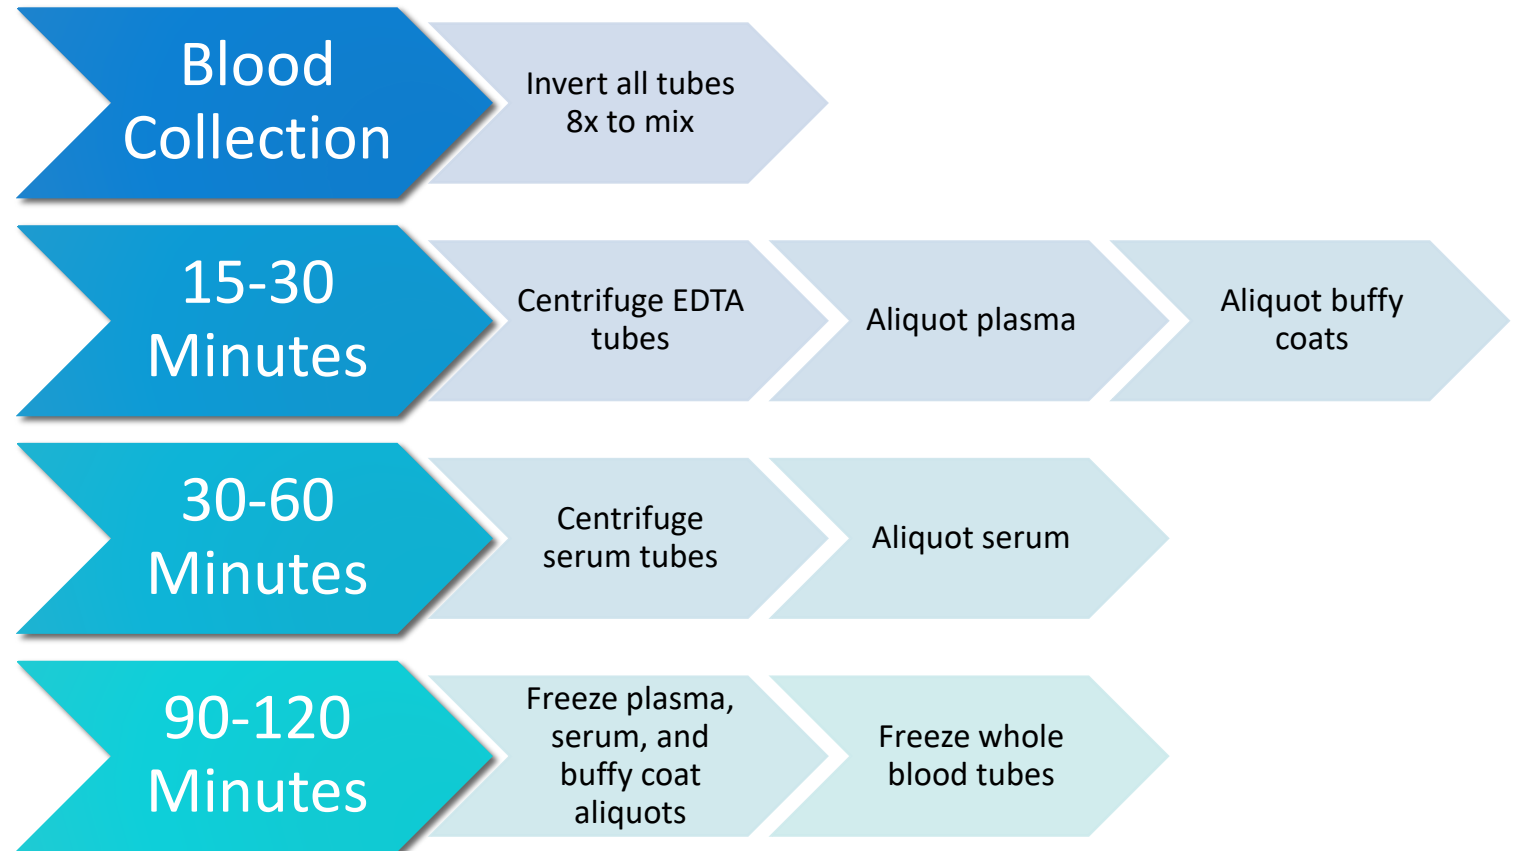 Blood
Collection
Invert all tubes
8x to mix
15-30
Minutes
Centrifuge EDTA
tubes
Aliquot plasma
Aliquot buffy
coats
30-60
Minutes
Centrifuge
serum tubes
Aliquot serum
90-120
Minutes
Freeze plasma,
serum, and
buffy coat
aliquots
Freeze whole
blood tubes